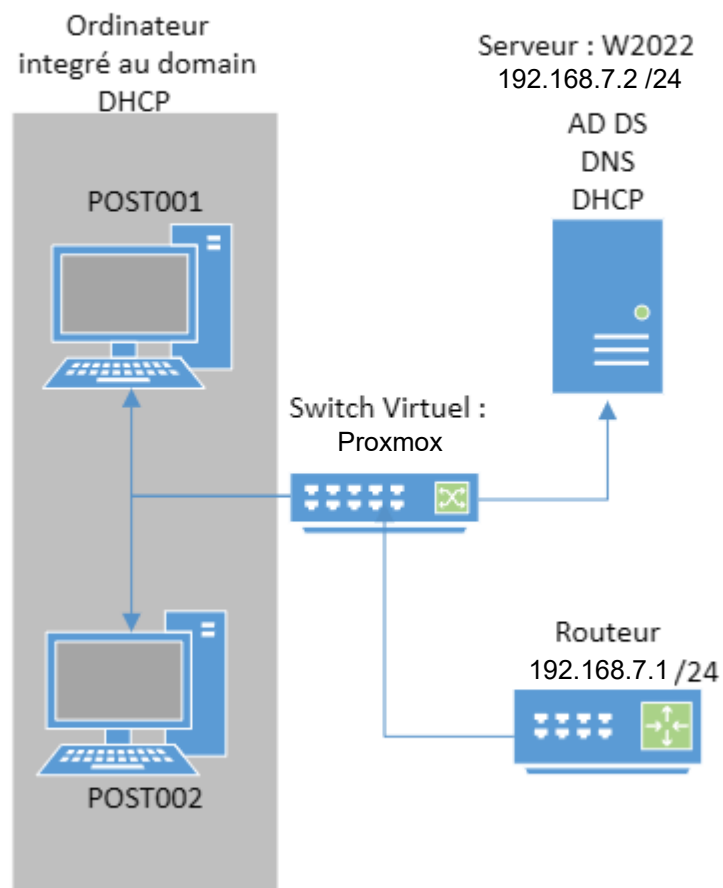 Ordinateur
integré au domain
DHCP
POST001
POST002
Switch Virtuel :
Proxmox
Serveur : W2022
192.168.7.2 /24
AD DS
DNS
DHCP
Routeur
192.168.7.1 /24